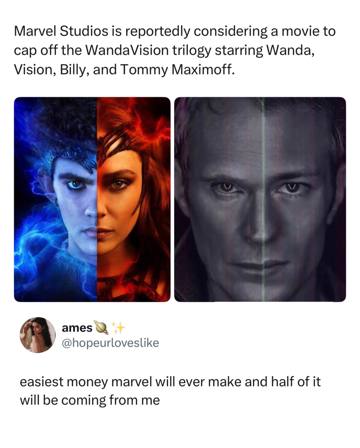 Marvel Studios is reportedly considering a movie to
cap off the WandaVision trilogy starring Wanda,
Vision, Billy, and Tommy Maximoff.
ames🪐✨
@hopeurloveslike
easiest money marvel will ever make and half of it
will be coming from me